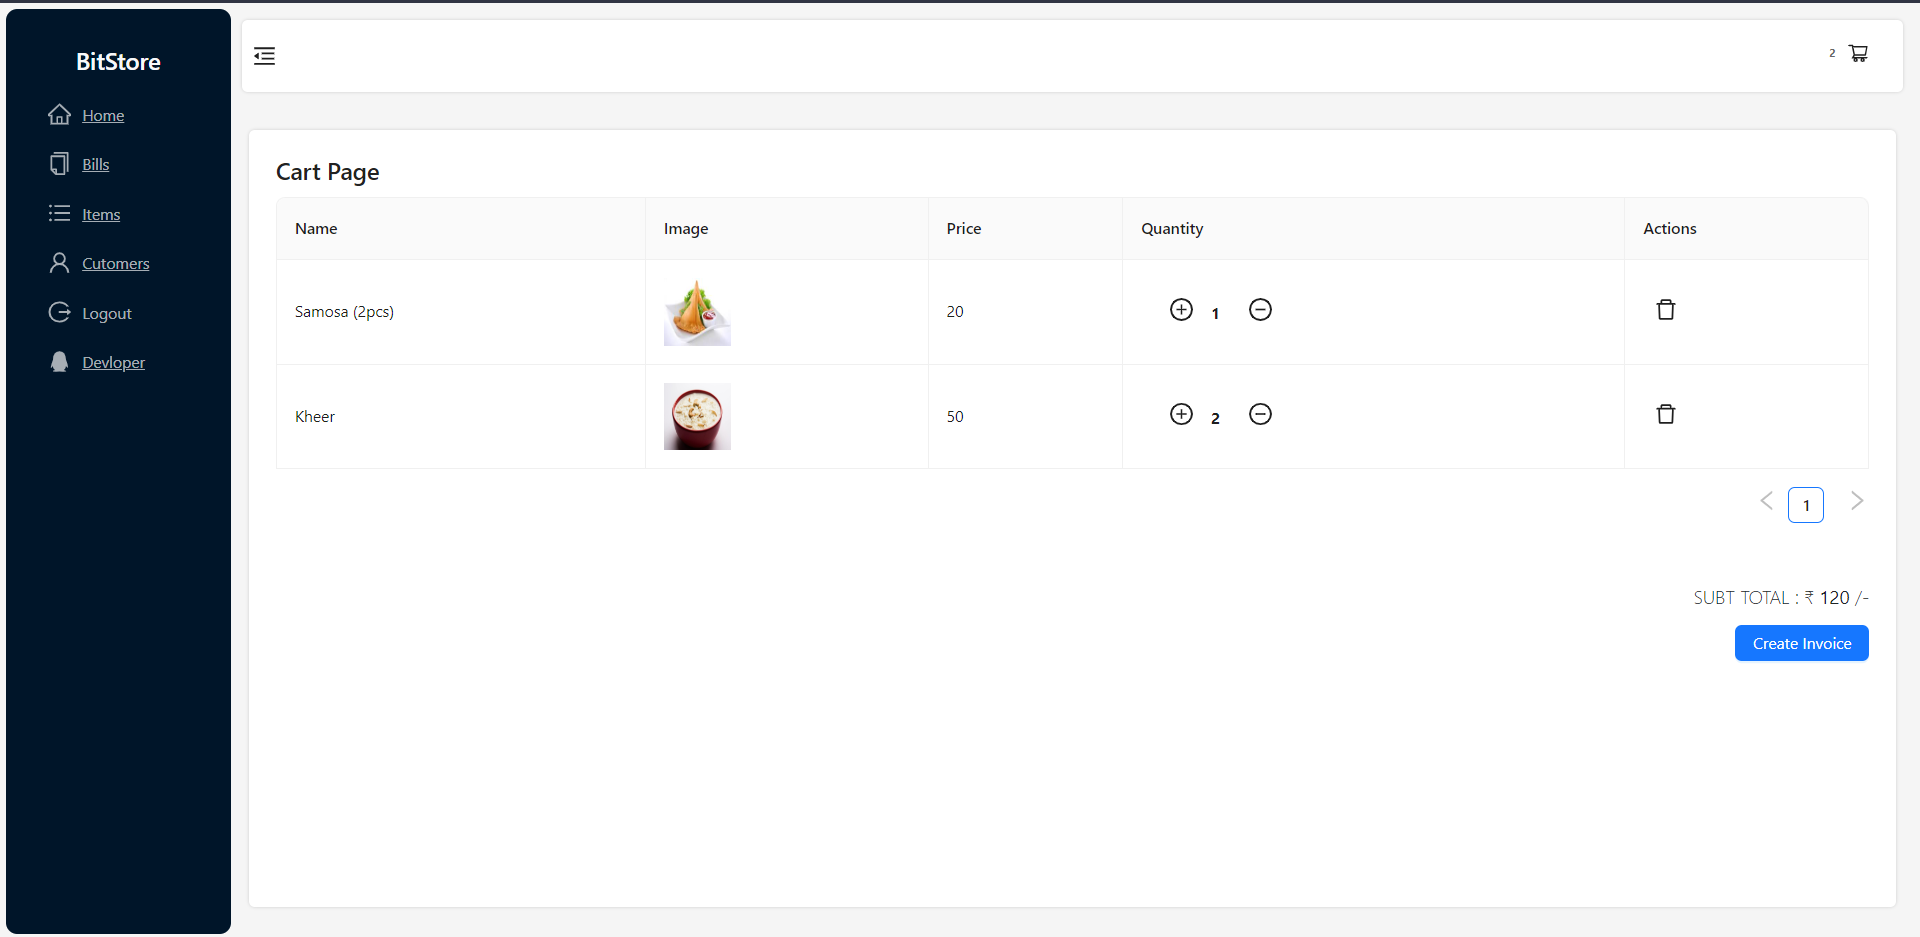 BitStore
Home
Bills
Items
Cutomers
Logout
Devloper
2
Cart Page
Name Image Price Quantity Actions
Samosa (2pcs) 20 1
Kheer 50 2
1
SUBT TOTAL : ₹ 120 /-
Create Invoice